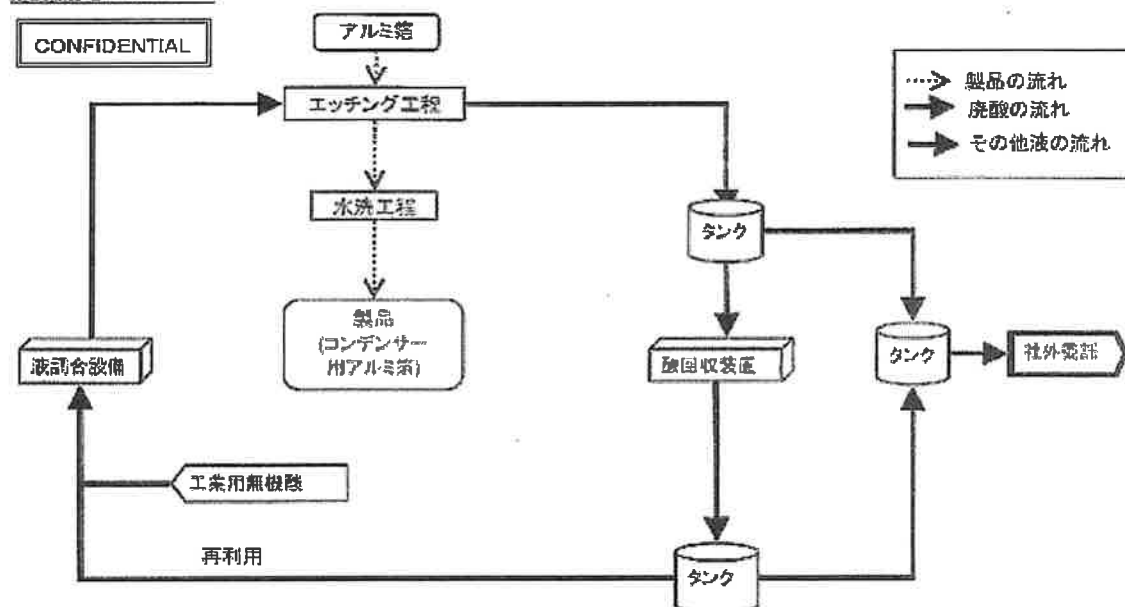 CONFIDENTIAL
アルミ箔
製品の流れ
廃酸の流れ
その他液の流れ
エッチング工程
水洗工程
タンク
製品
(コンデンサー
用アルミ箔)
液調合設備
酸回収装置
タンク
社外委託
工業用無機酸
再利用
タンク